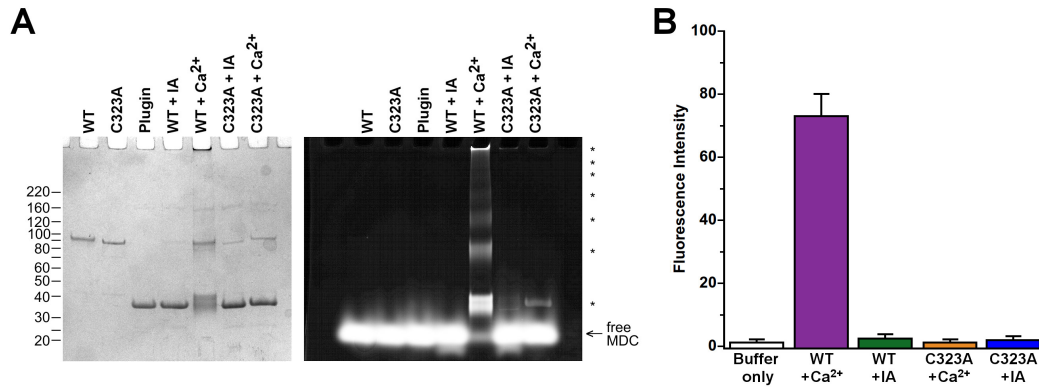 A
WT
C323A
Plugin
WT + IA
WT + Ca2+
C323A + IA
C323A + Ca2+
220
160
120
100
80
60
50
40
30
20
WT
C323A
Plugin
WT + IA
WT + Ca2+
C323A + IA
C323A + Ca2+
*
*
*
*
*
*
*
free
MDC
B
Fluorescence Intensity
100
80
60
40
20
0
Buffer only
WT +Ca2+
WT +IA
C323A +Ca2+
C323A +IA